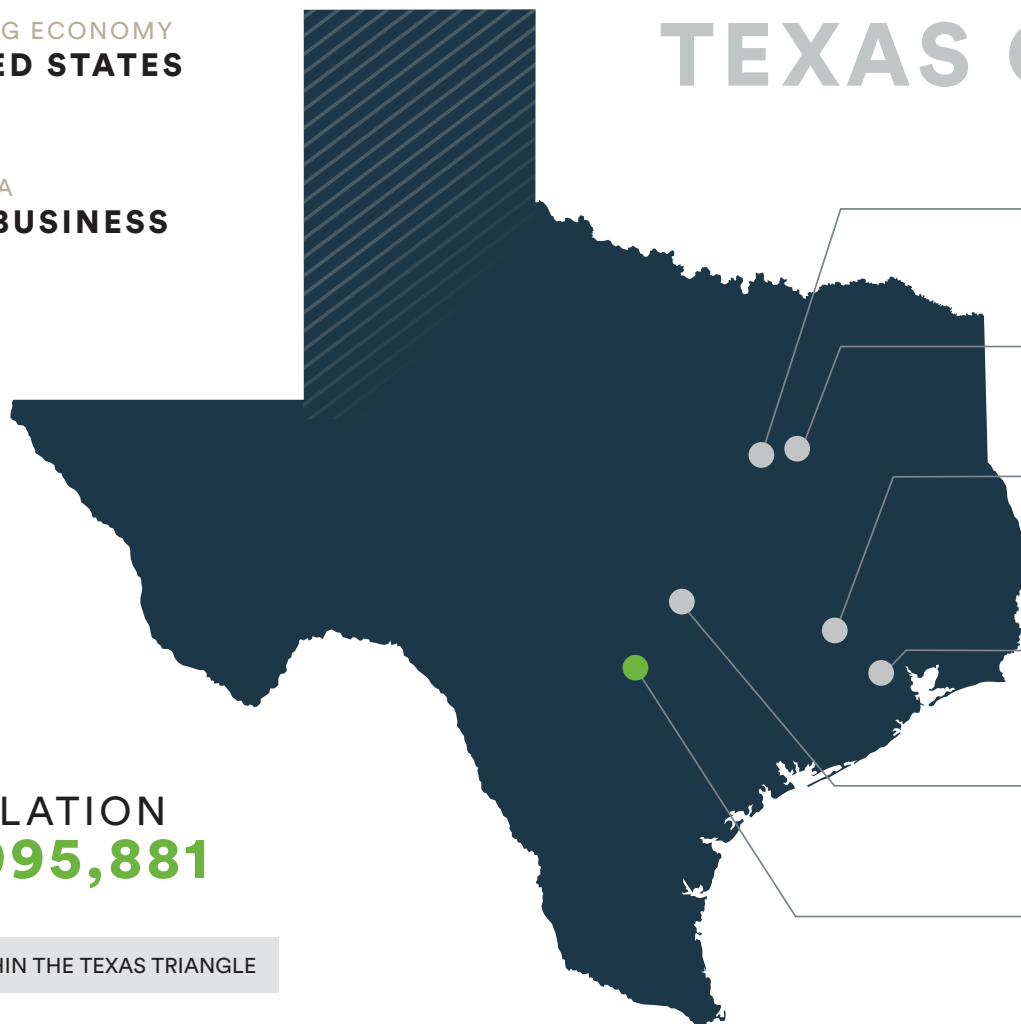 G ECONOMY
ED STATES
A
BUSINESS
TEXAS
LATION
95,881
HIN THE TEXAS TRIANGLE